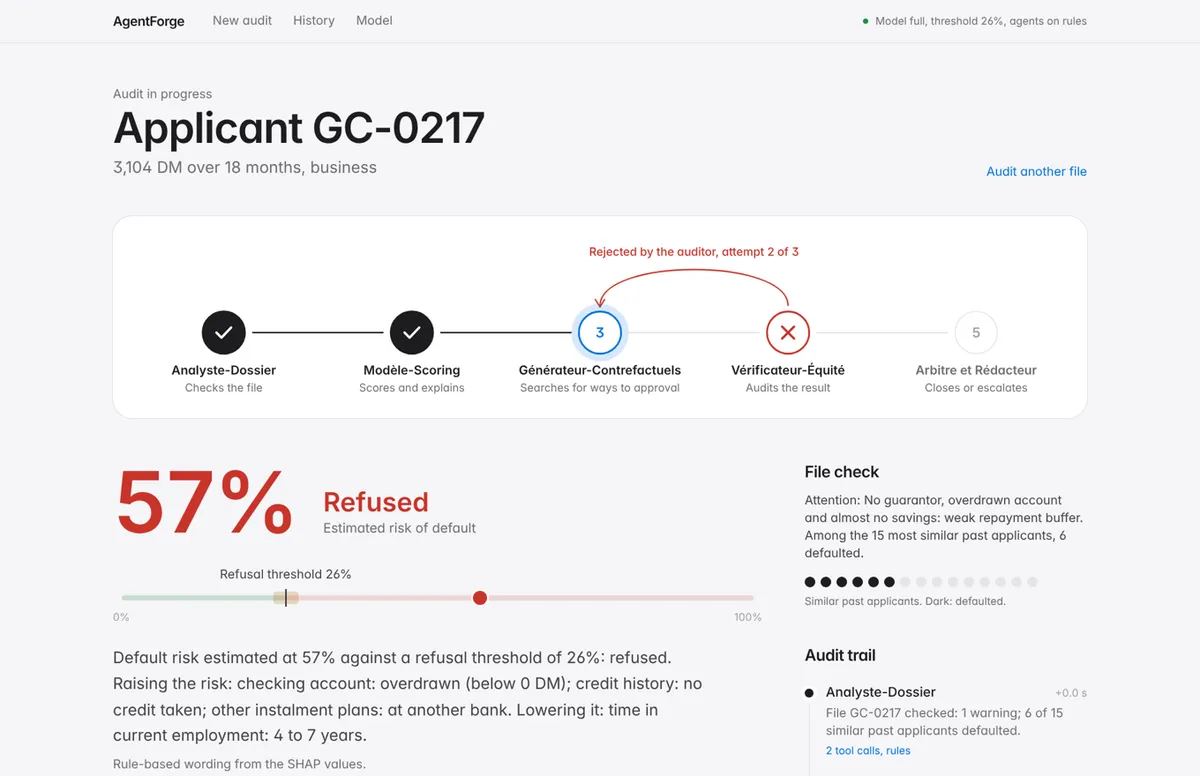 AgentForge New audit History Model Model full, threshold 26%, agents on rules
Audit in progress
Applicant GC-0217
3,104 DM over 18 months, business
Audit another file
Rejected by the auditor, attempt 2 of 3
3
5
Analyste-Dossier
Checks the file
Modèle-Scoring
Scores and explains
Générateur-Contrefactuels
Searches for ways to approval
Vérificateur-Équité
Audits the result
Arbitre et Rédacteur
Closes or escalates
57%
Refused
Estimated risk of default
Refusal threshold 26%
0%
100%
Default risk estimated at 57% against a refusal threshold of 26%: refused.
Raising the risk: checking account: overdrawn (below 0 DM); credit history: no
credit taken; other instalment plans: at another bank. Lowering it: time in
current employment: 4 to 7 years.
Rule-based wording from the SHAP values.
File check
Attention: No guarantor, overdrawn account
and almost no savings: weak repayment buffer.
Among the 15 most similar past applicants, 6
defaulted.
Similar past applicants. Dark: defaulted.
Audit trail
Analyste-Dossier +0.0 s
File GC-0217 checked: 1 warning; 6 of 15
similar past applicants defaulted.
2 tool calls, rules